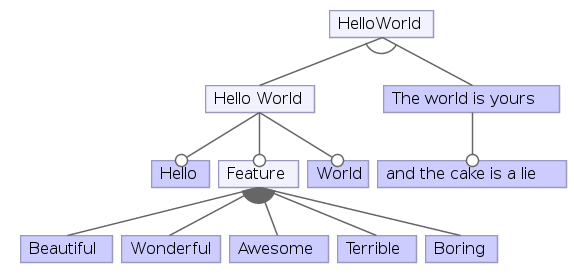 HelloWorld
Hello World
The world is yours
Hello
Feature
World
and the cake is a lie
Beautiful
Wonderful
Awesome
Terrible
Boring